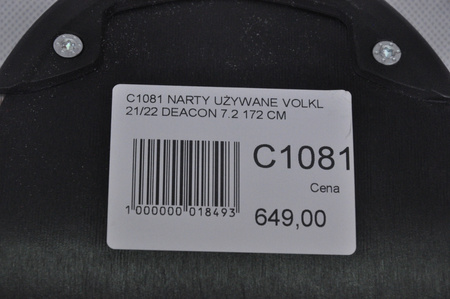 C1081 NARTY UŻYWANE VOLKL
21/22 DEACON 7.2 172 CM
C1081
Cena
1 000000 018493
649,00